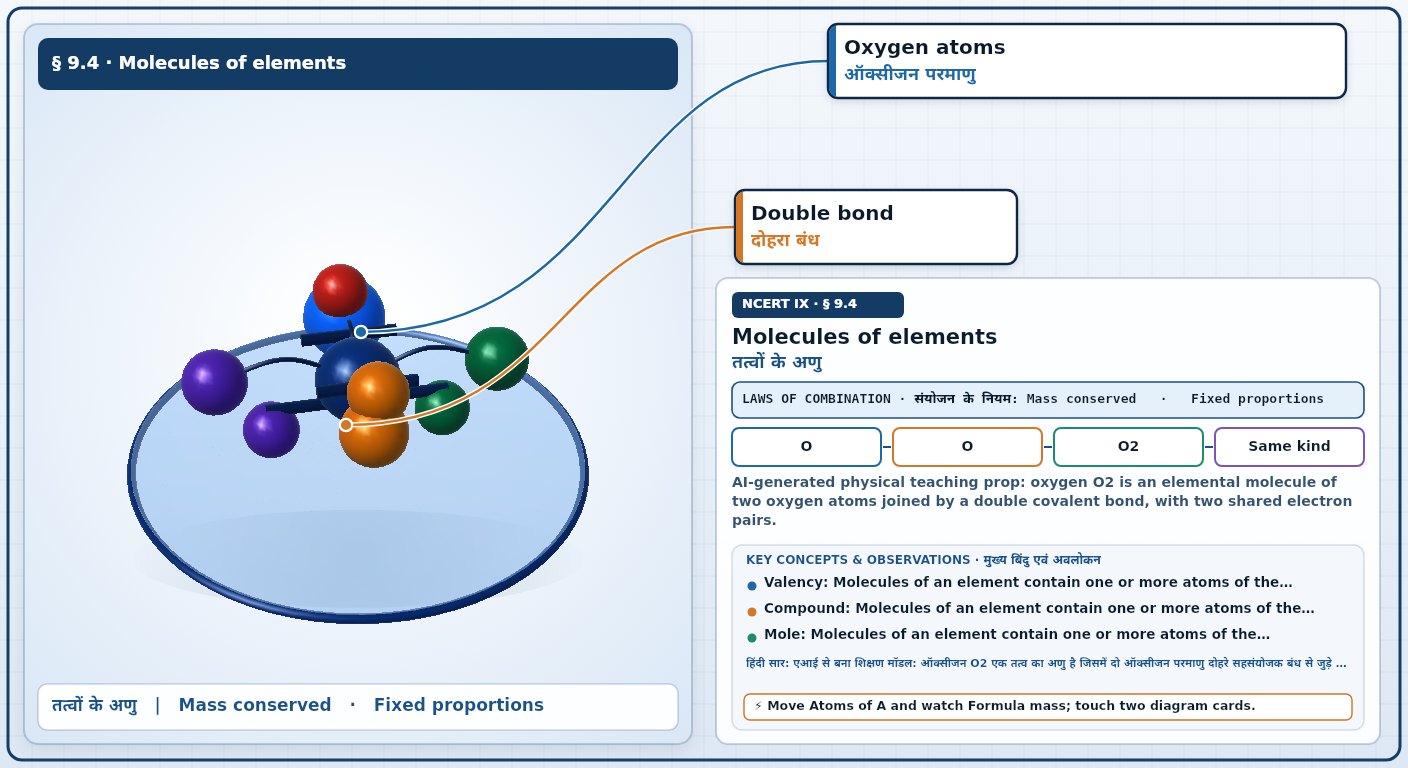 § 9.4 · Molecules of elements
Oxygen atoms
ऑक्सीजन परमाणु
Double bond
दोहरा बंध
NCERT IX · § 9.4
Molecules of elements
तत्वों के अणु
LAWS OF COMBINATION · संयोजन के नियम: Mass conserved · Fixed proportions
O
O
O2
Same kind
AI-generated physical teaching prop: oxygen O2 is an elemental molecule of
two oxygen atoms joined by a double covalent bond, with two shared electron
pairs.
KEY CONCEPTS & OBSERVATIONS · मुख्य बिंदु एवं अवलोकन
Valency: Molecules of an element contain one or more atoms of the…
Compound: Molecules of an element contain one or more atoms of the…
Mole: Molecules of an element contain one or more atoms of the…
हिंदी सार: एआई से बना शिक्षण मॉडल: ऑक्सीजन O2 एक तत्व का अणु है जिसमें दो ऑक्सीजन परमाणु दोहरे सहसंयोजक बंध से जुड़े …
⚡ Move Atoms of A and watch Formula mass; touch two diagram cards.
तत्वों के अणु | Mass conserved · Fixed proportions